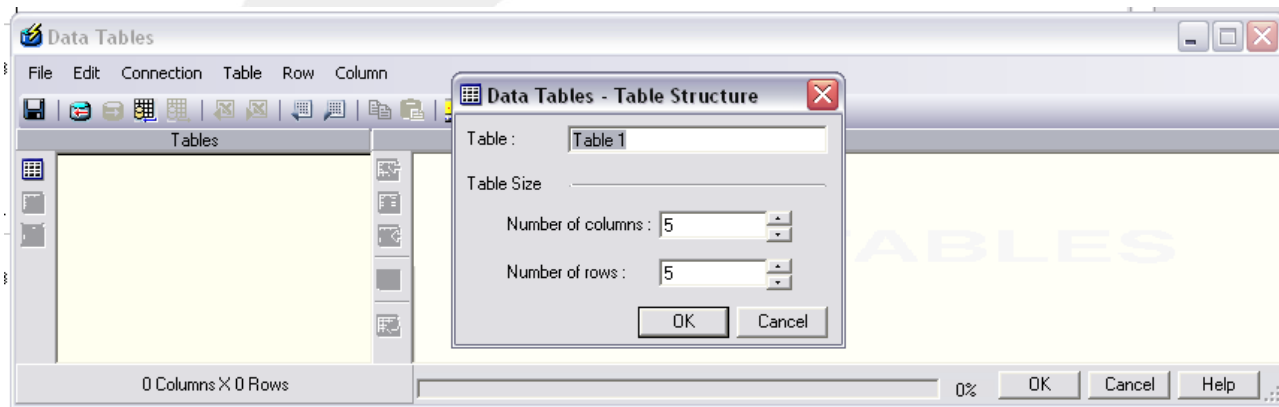 Data Tables
File Edit Connection Table Row Column
Tables
Data Tables - Table Structure
Table :
Table 1
Table Size
Number of columns : 5
Number of rows : 5
OK Cancel
TABLES
0 Columns X 0 Rows
0%
OK Cancel Help